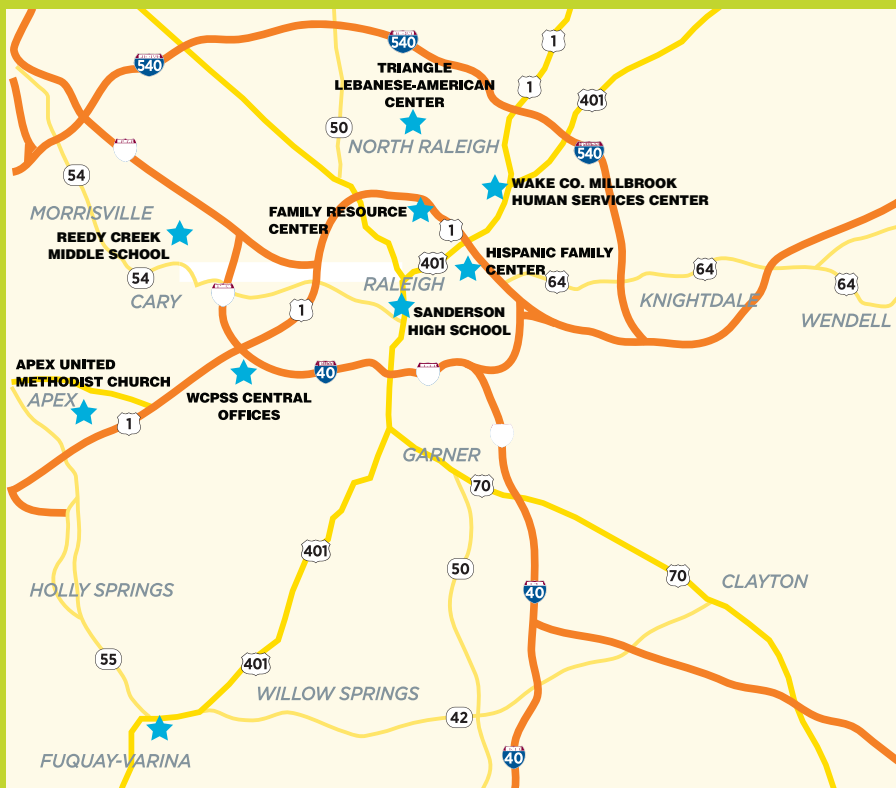 1
540
INTERSTATE
540
TRIANGLE
LEBANESE-AMERICAN
CENTER
1
401
50
NORTH RALEIGH
540
54
MORRISVILLE
WAKE CO. MILLBROOK
HUMAN SERVICES CENTER
FAMILY RESOURCE
CENTER
1
REEDY CREEK
MIDDLE SCHOOL
HISPANIC FAMILY
CENTER
401
54
64
64
64
RALEIGH
CARY
1
KNIGHTDALE
WENDELL
SANDERSON
HIGH SCHOOL
APEX UNITED
METHODIST CHURCH
40
APEX
WCPSS CENTRAL
OFFICES
1
GARNER
70
401
50
70
CLAYTON
HOLLY SPRINGS
40
55
401
WILLOW SPRINGS
42
FUQUAY-VARINA
40